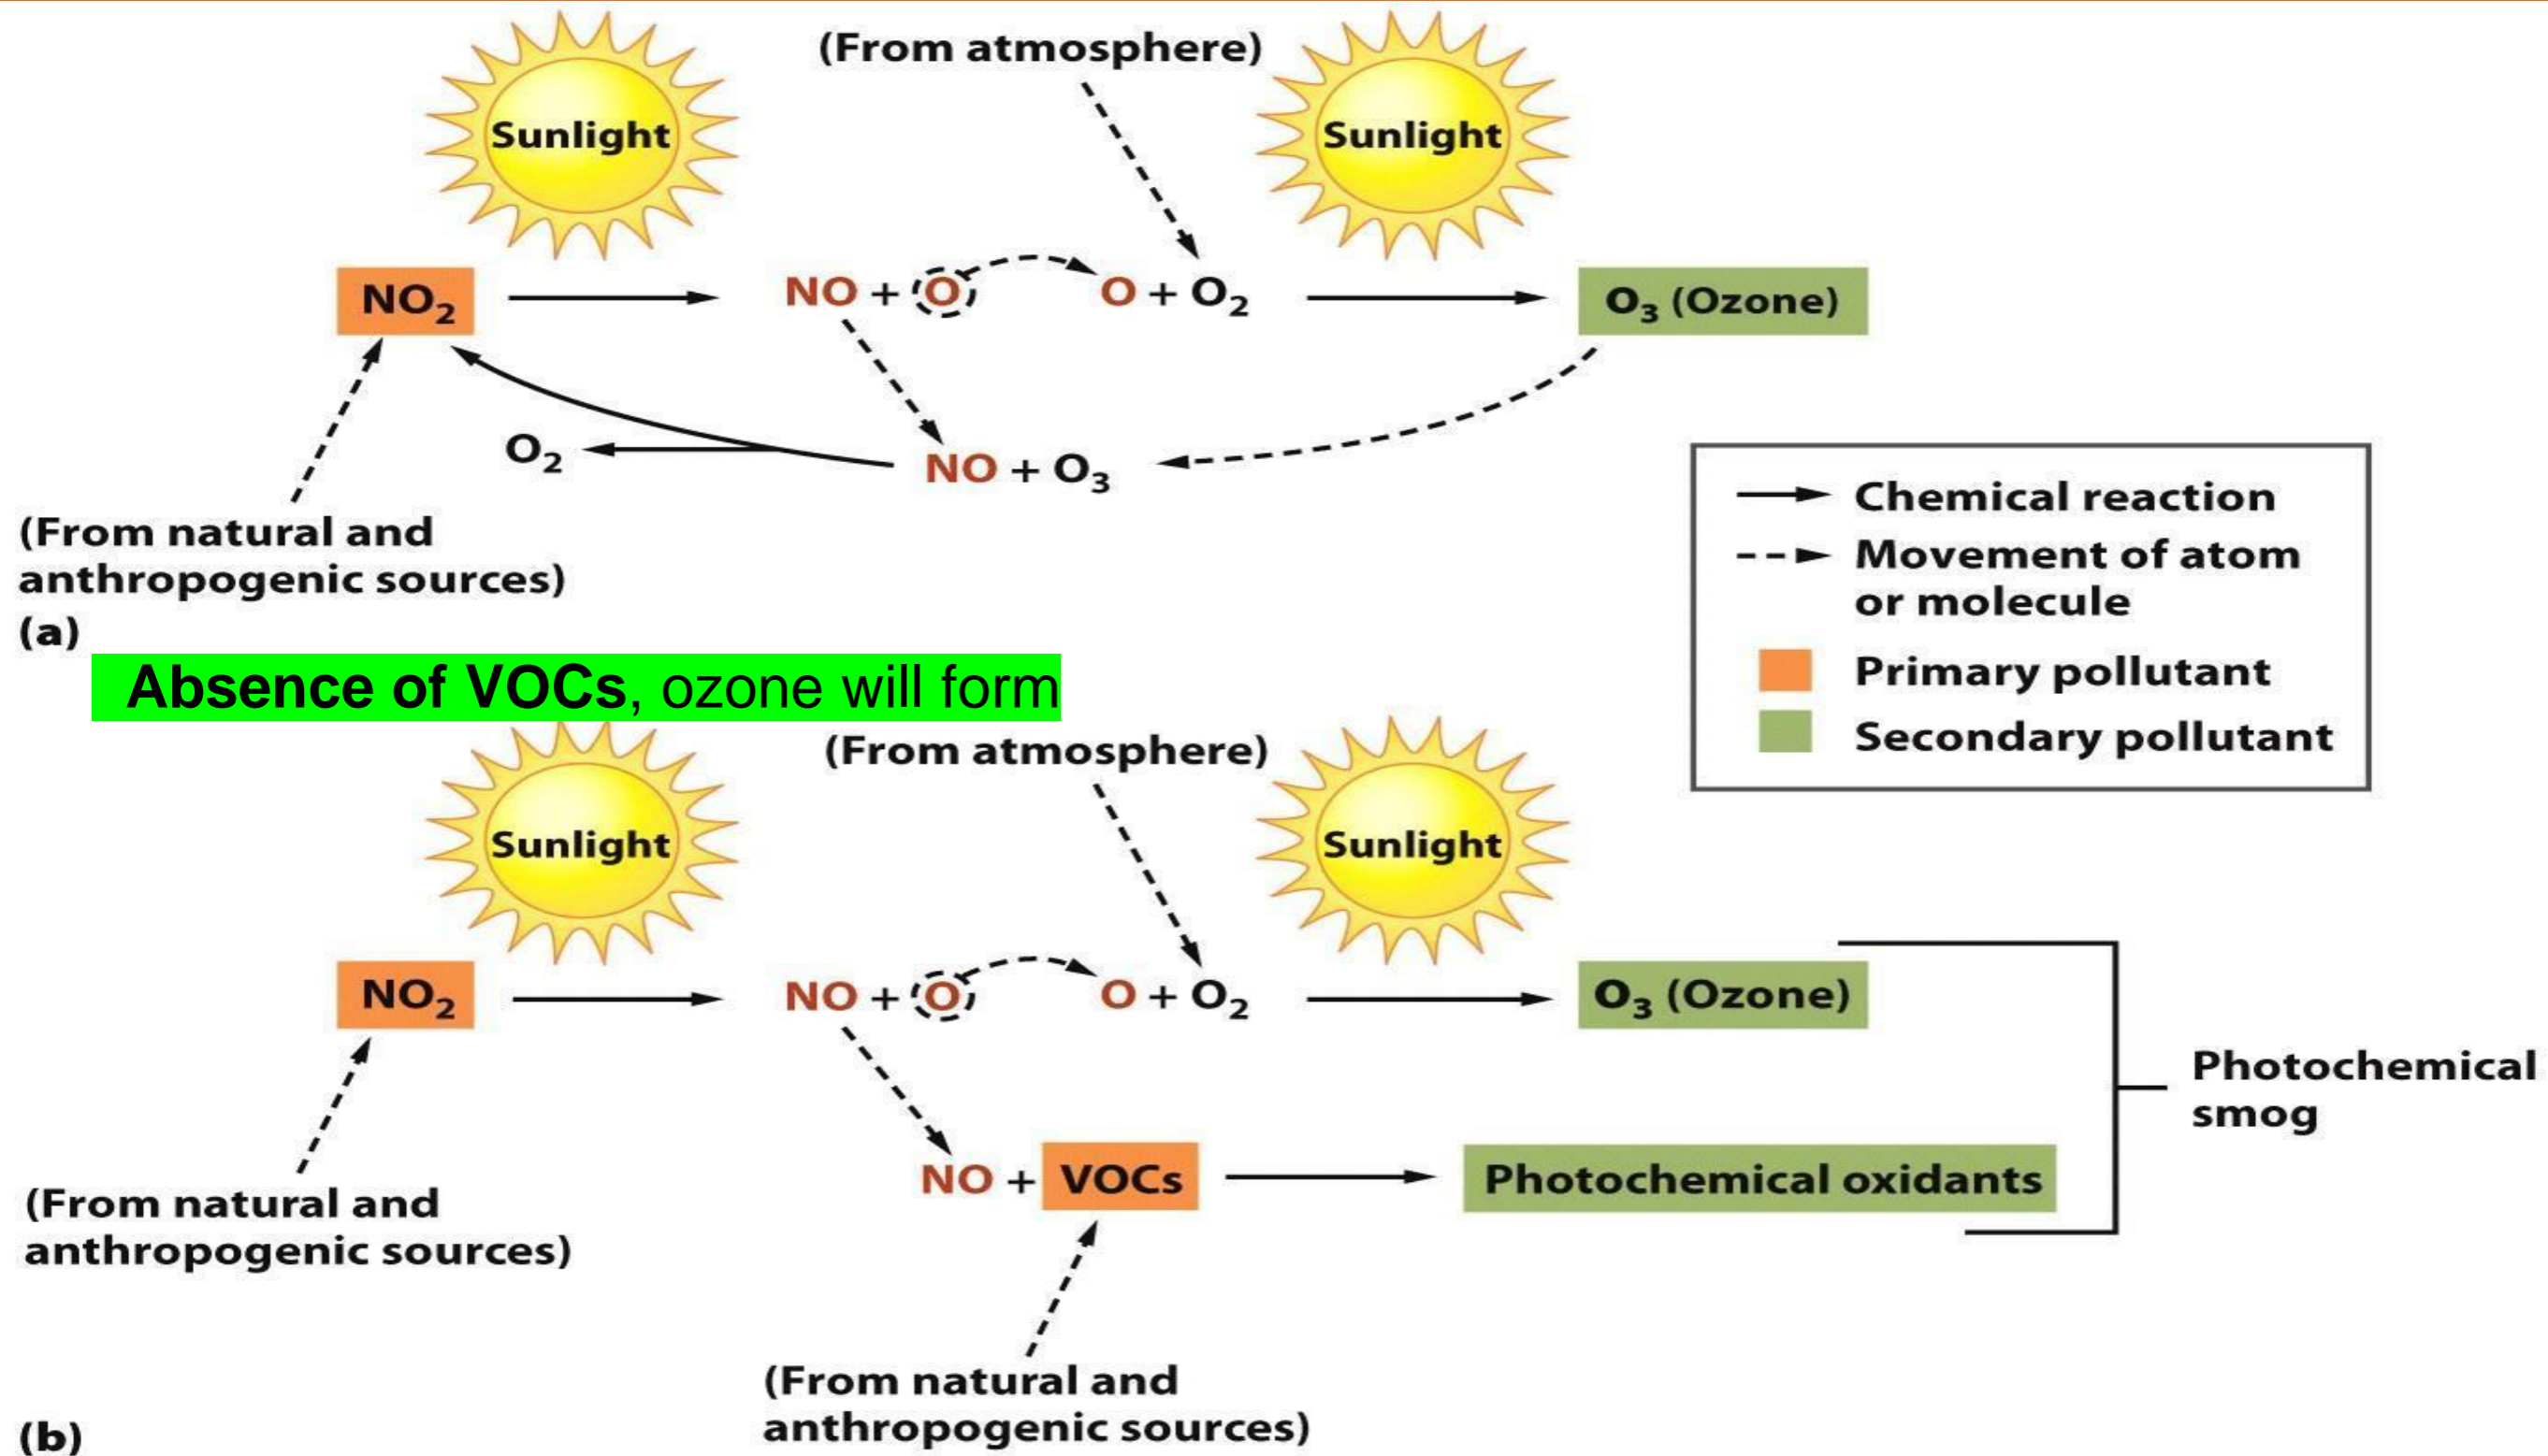 (From atmosphere)
Sunlight
Sunlight
NO₂
NO + O
O + O₂
O₃ (Ozone)
O₂
NO + O₃
(From natural and
anthropogenic sources)
(a)
Chemical reaction
Movement of atom
or molecule
Primary pollutant
Secondary pollutant
Absence of VOCs, ozone will form
(From atmosphere)
Sunlight
Sunlight
NO₂
NO + O
O + O₂
O₃ (Ozone)
Photochemical
smog
NO + VOCs
Photochemical oxidants
(From natural and
anthropogenic sources)
(From natural and
anthropogenic sources)
(b)